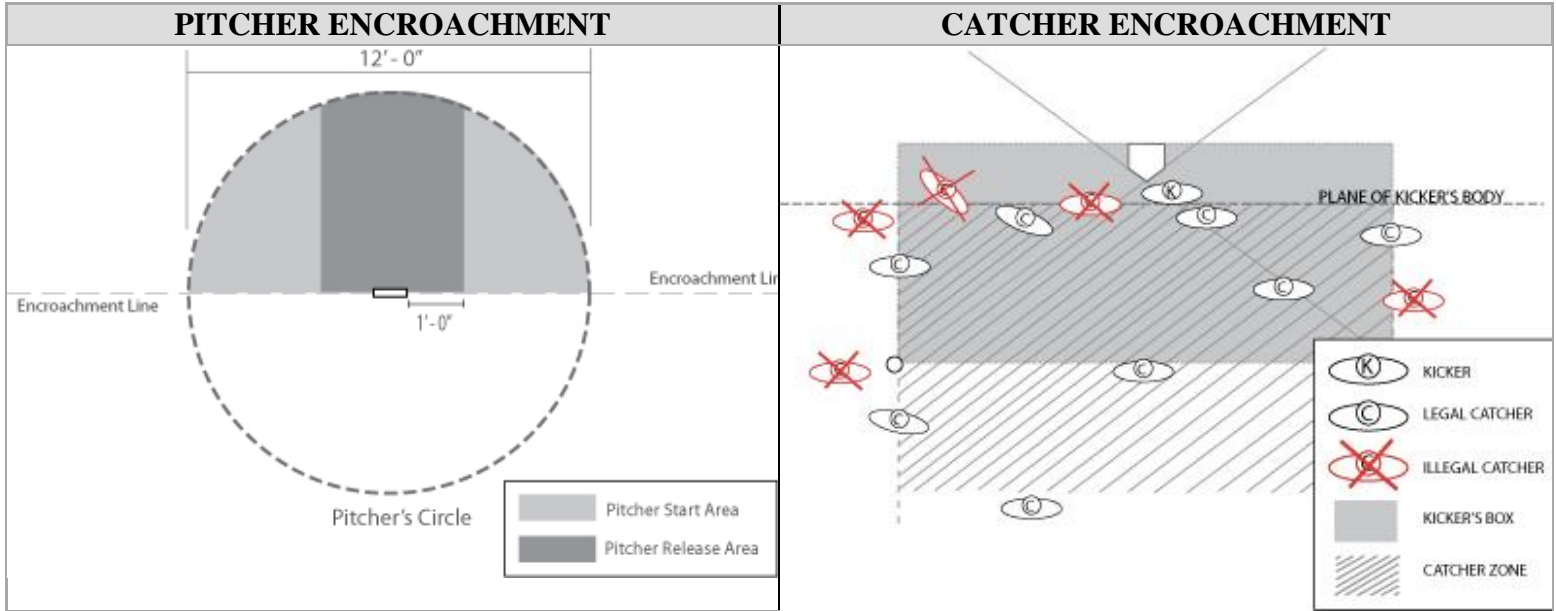 PITCHER ENCROACHMENT
12' - 0"
Encroachment Line
Encroachment Lin
1'- 0"
Pitcher's Circle
Pitcher Start Area
Pitcher Release Area
CATCHER ENCROACHMENT
C
K
PLANE OF KICKER'S BODY
C
C
C
C
C
C
C
C
C
C
C
C
C
K KICKER
C LEGAL CATCHER
C ILLEGAL CATCHER
KICKER'S BOX
CATCHER ZONE